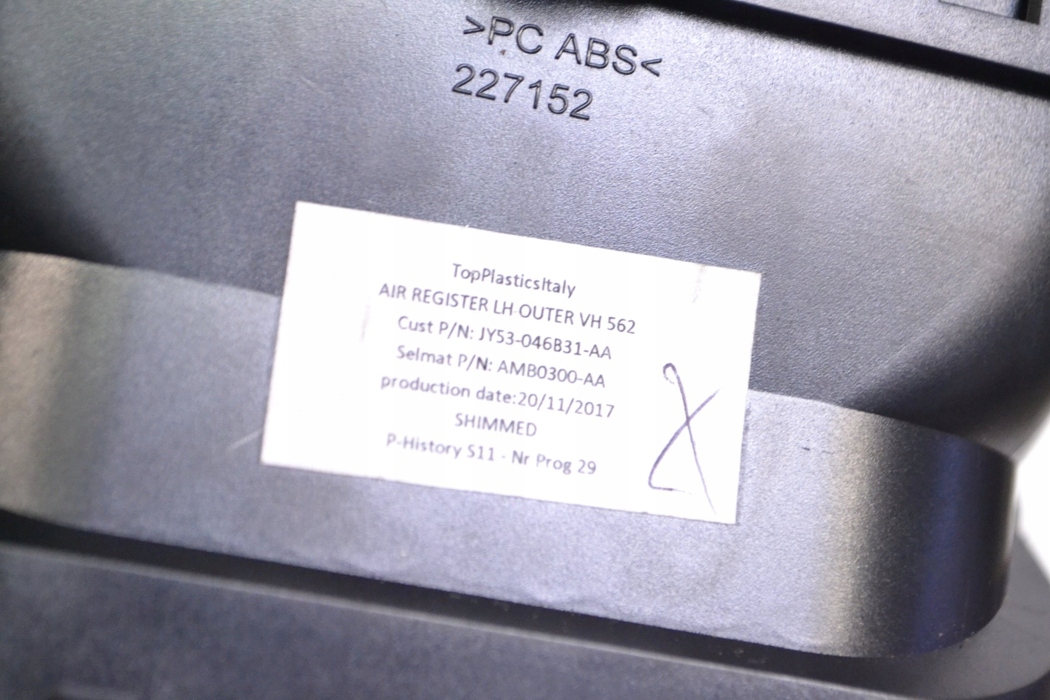 >PC ABS<
227152
TopPlasticsItaly
AIR REGISTER LH OUTER VH 562
Cust P/N: JY53-046B31-AA
Selmat P/N: AMB0300-AA
production date:20/11/2017
SHIMMED
P-History S11 - Nr Prog 29